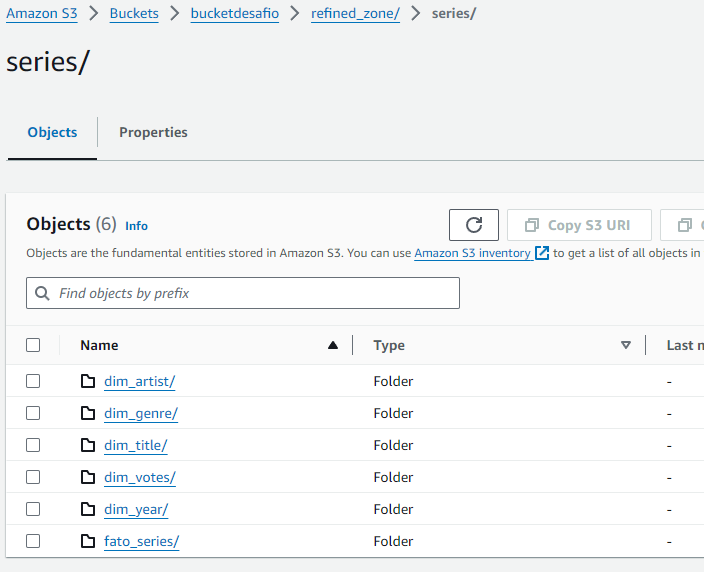 Amazon S3 > Buckets > bucketdesafio > refined_zone/ > series/
series/
Objects Properties
Objects (6) Info Copy S3 URI
Objects are the fundamental entities stored in Amazon S3. You can use Amazon S3 inventory to get a list of all objects in
Find objects by prefix
Name Type Last
dim_artist/ Folder -
dim_genre/ Folder -
dim_title/ Folder -
dim_votes/ Folder -
dim_year/ Folder -
fato_series/ Folder -